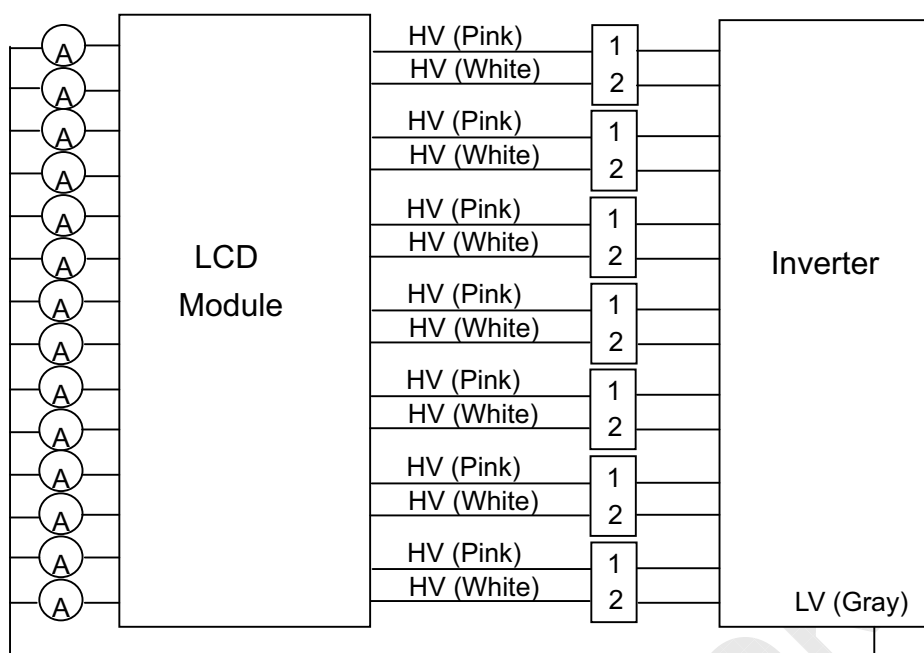 A
A
A
A
A
A
A
A
A
A
A
A
A
A
LCD
Module
HV (Pink)
HV (White)
HV (Pink)
HV (White)
HV (Pink)
HV (White)
HV (Pink)
HV (White)
HV (Pink)
HV (White)
HV (Pink)
HV (White)
HV (Pink)
HV (White)
1
2
1
2
1
2
1
2
1
2
1
2
1
2
Inverter
LV (Gray)